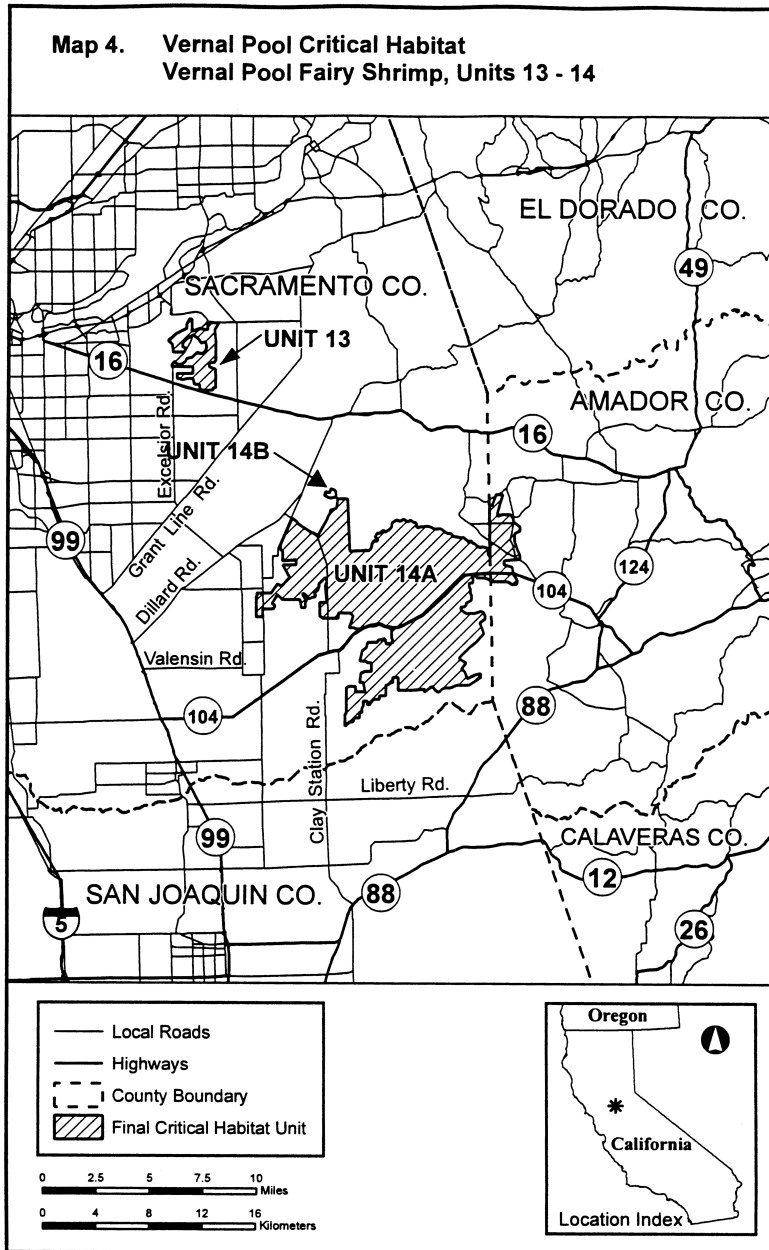 Map 4. Vernal Pool Critical Habitat
Vernal Pool Fairy Shrimp, Units 13 - 14
EL DORADO CO.
49
SACRAMENTO CO.
UNIT 13
16
AMADOR CO.
16
Excelsior Rd.
UNIT 14B
Grant Line Rd.
99
Dillard Rd.
UNIT 14A
124
104
Valensin Rd.
104
88
Clay Station Rd.
Liberty Rd.
99
CALAVERAS CO.
12
SAN JOAQUIN CO.
88
5
26
Local Roads
Highways
County Boundary
Final Critical Habitat Unit
0 2.5 5 7.5 10
Miles
0 4 8 12 16
Kilometers
Oregon
California
Location Index